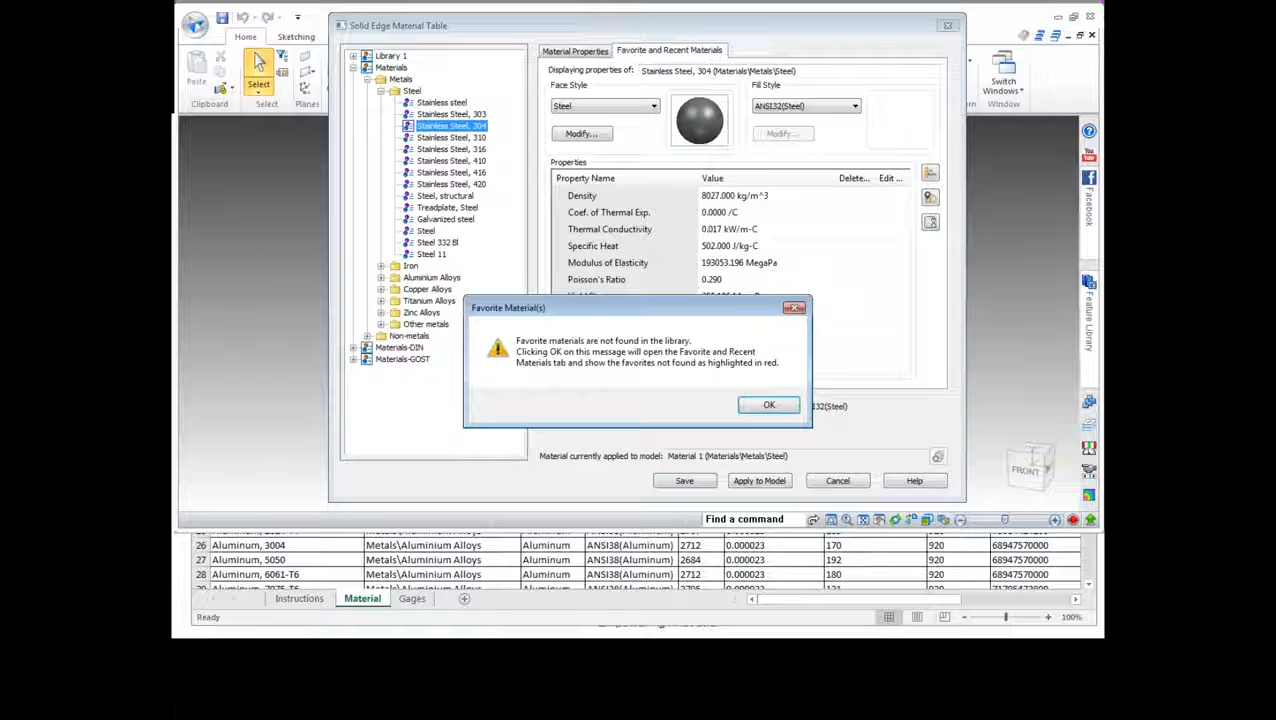 Solid Edge Material Table
Home
Sketching
Paste
Clipboard
Select
Select
Planes
Switch
Windows
Window
Library 1
Materials
Metals
Steel
Stainless steel
Stainless Steel, 303
Stainless Steel, 304
Stainless Steel, 310
Stainless Steel, 316
Stainless Steel, 410
Stainless Steel, 416
Stainless Steel, 420
Steel, structural
Treadplate, Steel
Galvanized steel
Steel
Steel 332 Bl
Steel 11
Iron
Aluminium Alloys
Copper Alloys
Titanium Alloys
Zinc Alloys
Other metals
Non-metals
Materials-DIN
Materials-GOST
Material Properties
Favorite and Recent Materials
Displaying properties of: Stainless Steel, 304 (Materials\Metals\Steel)
Face Style
Fill Style
Steel
ANSI32(Steel)
Modify...
Modify...
Properties
Property Name Value Delete... Edit ...
Density 8027.000 kg/m^3
Coef. of Thermal Exp. 0.0000 /C
Thermal Conductivity 0.017 kW/m-C
Specific Heat 502.000 J/kg-C
Modulus of Elasticity 193053.196 MegaPa
Poisson's Ratio 0.290
Favorite Material(s)
Favorite materials are not found in the library.
Clicking OK on this message will open the Favorite and Recent
Materials tab and show the favorites not found as highlighted in red.
OK
I32(Steel)
Material currently applied to model: Material 1 (Materials\Metals\Steel)
Save
Apply to Model
Cancel
Help
You
Facebook
Feature Library
FRONT
Find a command
26 Aluminum, 3004 Metals\Aluminium Alloys Aluminum ANSI38(Aluminum) 2712 0.000023 170 920 68947570000
27 Aluminum, 5050 Metals\Aluminium Alloys Aluminum ANSI38(Aluminum) 2684 0.000023 192 920 68947570000
28 Aluminum, 6061-T6 Metals\Aluminium Alloys Aluminum ANSI38(Aluminum) 2712 0.000023 180 920 68947570000
Instructions
Material
Gages
Ready
100%